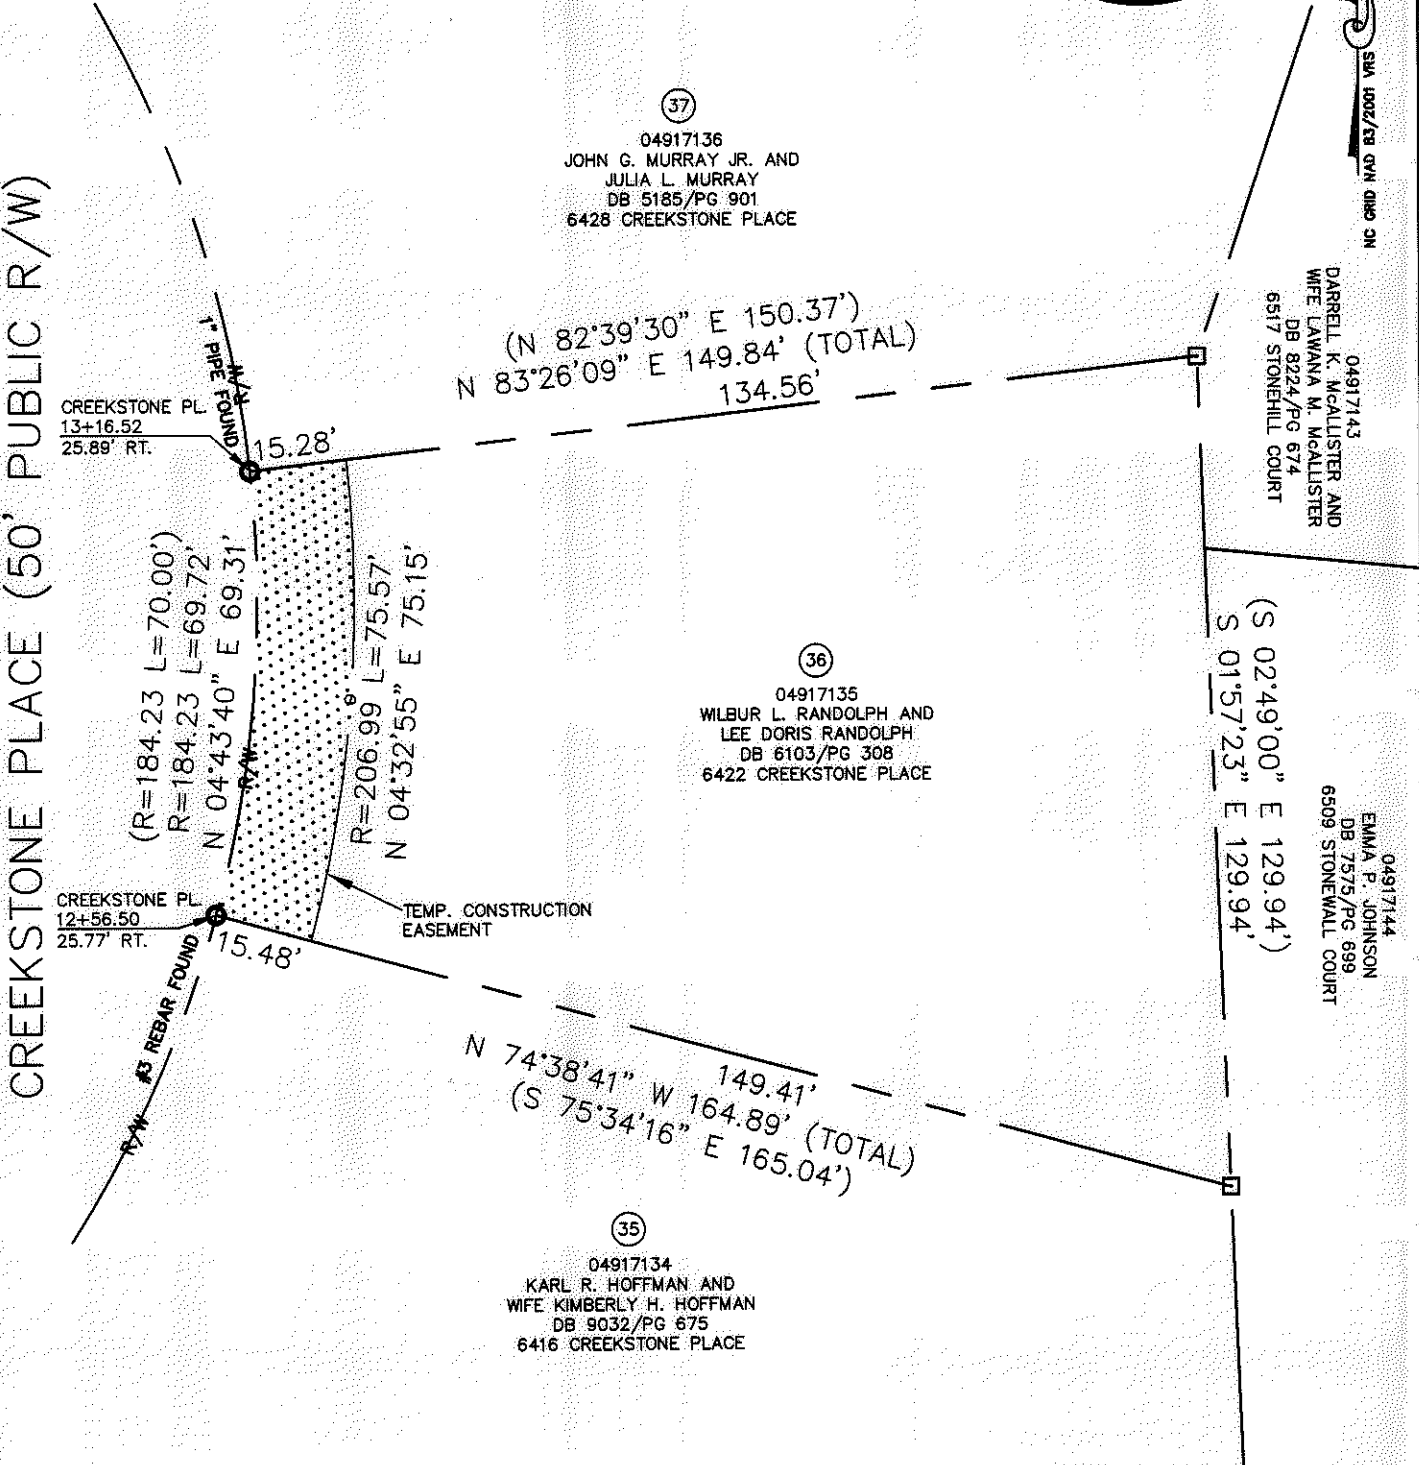 CREEKSTONE PLACE (50' PUBLIC R/W)
NC GRID NAD 83/2001 VRS
37
04917136
JOHN G. MURRAY JR. AND
JULIA L. MURRAY
DB 5185/PG 901
6428 CREEKSTONE PLACE
(N 82°39'30" E 150.37')
N 83°26'09" E 149.84' (TOTAL)
134.56'
04917143
DARRELL K. McALLISTER AND
WIFE LAWANA M. McALLISTER
DB 8224/PG 674
6517 STONEHILL COURT
R/W
1" PIPE FOUND
CREEKSTONE PL.
13+16.52
25.89' RT.
15.28'
(R=184.23 L=70.00')
R=184.23 L=69.72'
N 04°43'40" E 69.31'
R/W
R=206.99 L=75.57'
N 04°32'55" E 75.15'
36
04917135
WILBUR L. RANDOLPH AND
LEE DORIS RANDOLPH
DB 6103/PG 308
6422 CREEKSTONE PLACE
(S 02°49'00" E 129.94')
S 01°57'23" E 129.94'
04917144
EMMA P. JOHNSON
DB 7575/PG 699
6509 STONEWALL COURT
CREEKSTONE PL.
12+56.50
25.77' RT.
TEMP. CONSTRUCTION
EASEMENT
15.48'
#3 REBAR FOUND
R/W
149.41'
N 74°38'41" W 164.89' (TOTAL)
(S 75°34'16" E 165.04')
35
04917134
KARL R. HOFFMAN AND
WIFE KIMBERLY H. HOFFMAN
DB 9032/PG 675
6416 CREEKSTONE PLACE